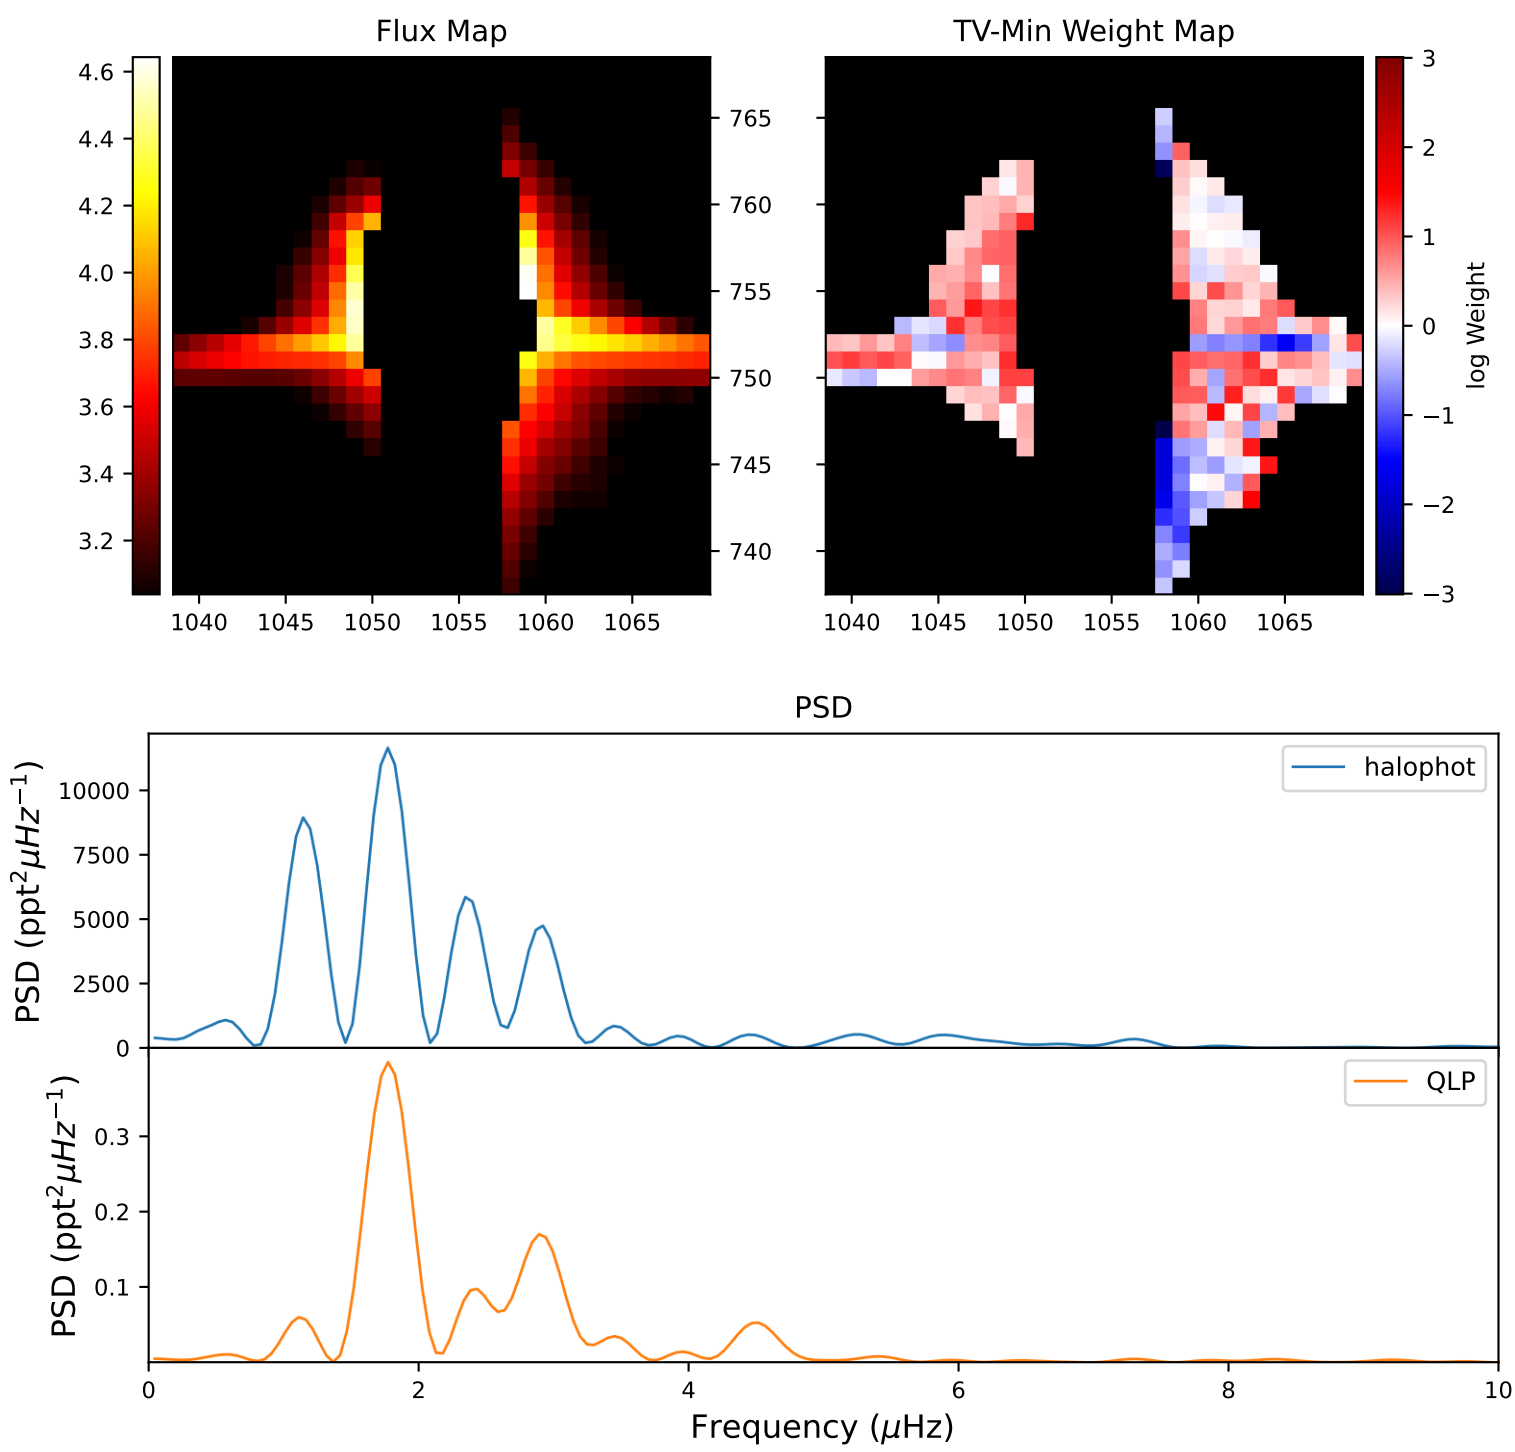 Flux Map
TV-Min Weight Map
4.6
4.4
4.2
4.0
3.8
3.6
3.4
3.2
765
760
755
750
745
740
1040 1045 1050 1055 1060 1065
1040 1045 1050 1055 1060 1065
3
2
1
0
−1
−2
−3
log Weight
PSD
PSD (ppt²μHz⁻¹)
10000
7500
5000
2500
0
halophot
PSD (ppt²μHz⁻¹)
0.3
0.2
0.1
QLP
0 2 4 6 8 10
Frequency (μHz)